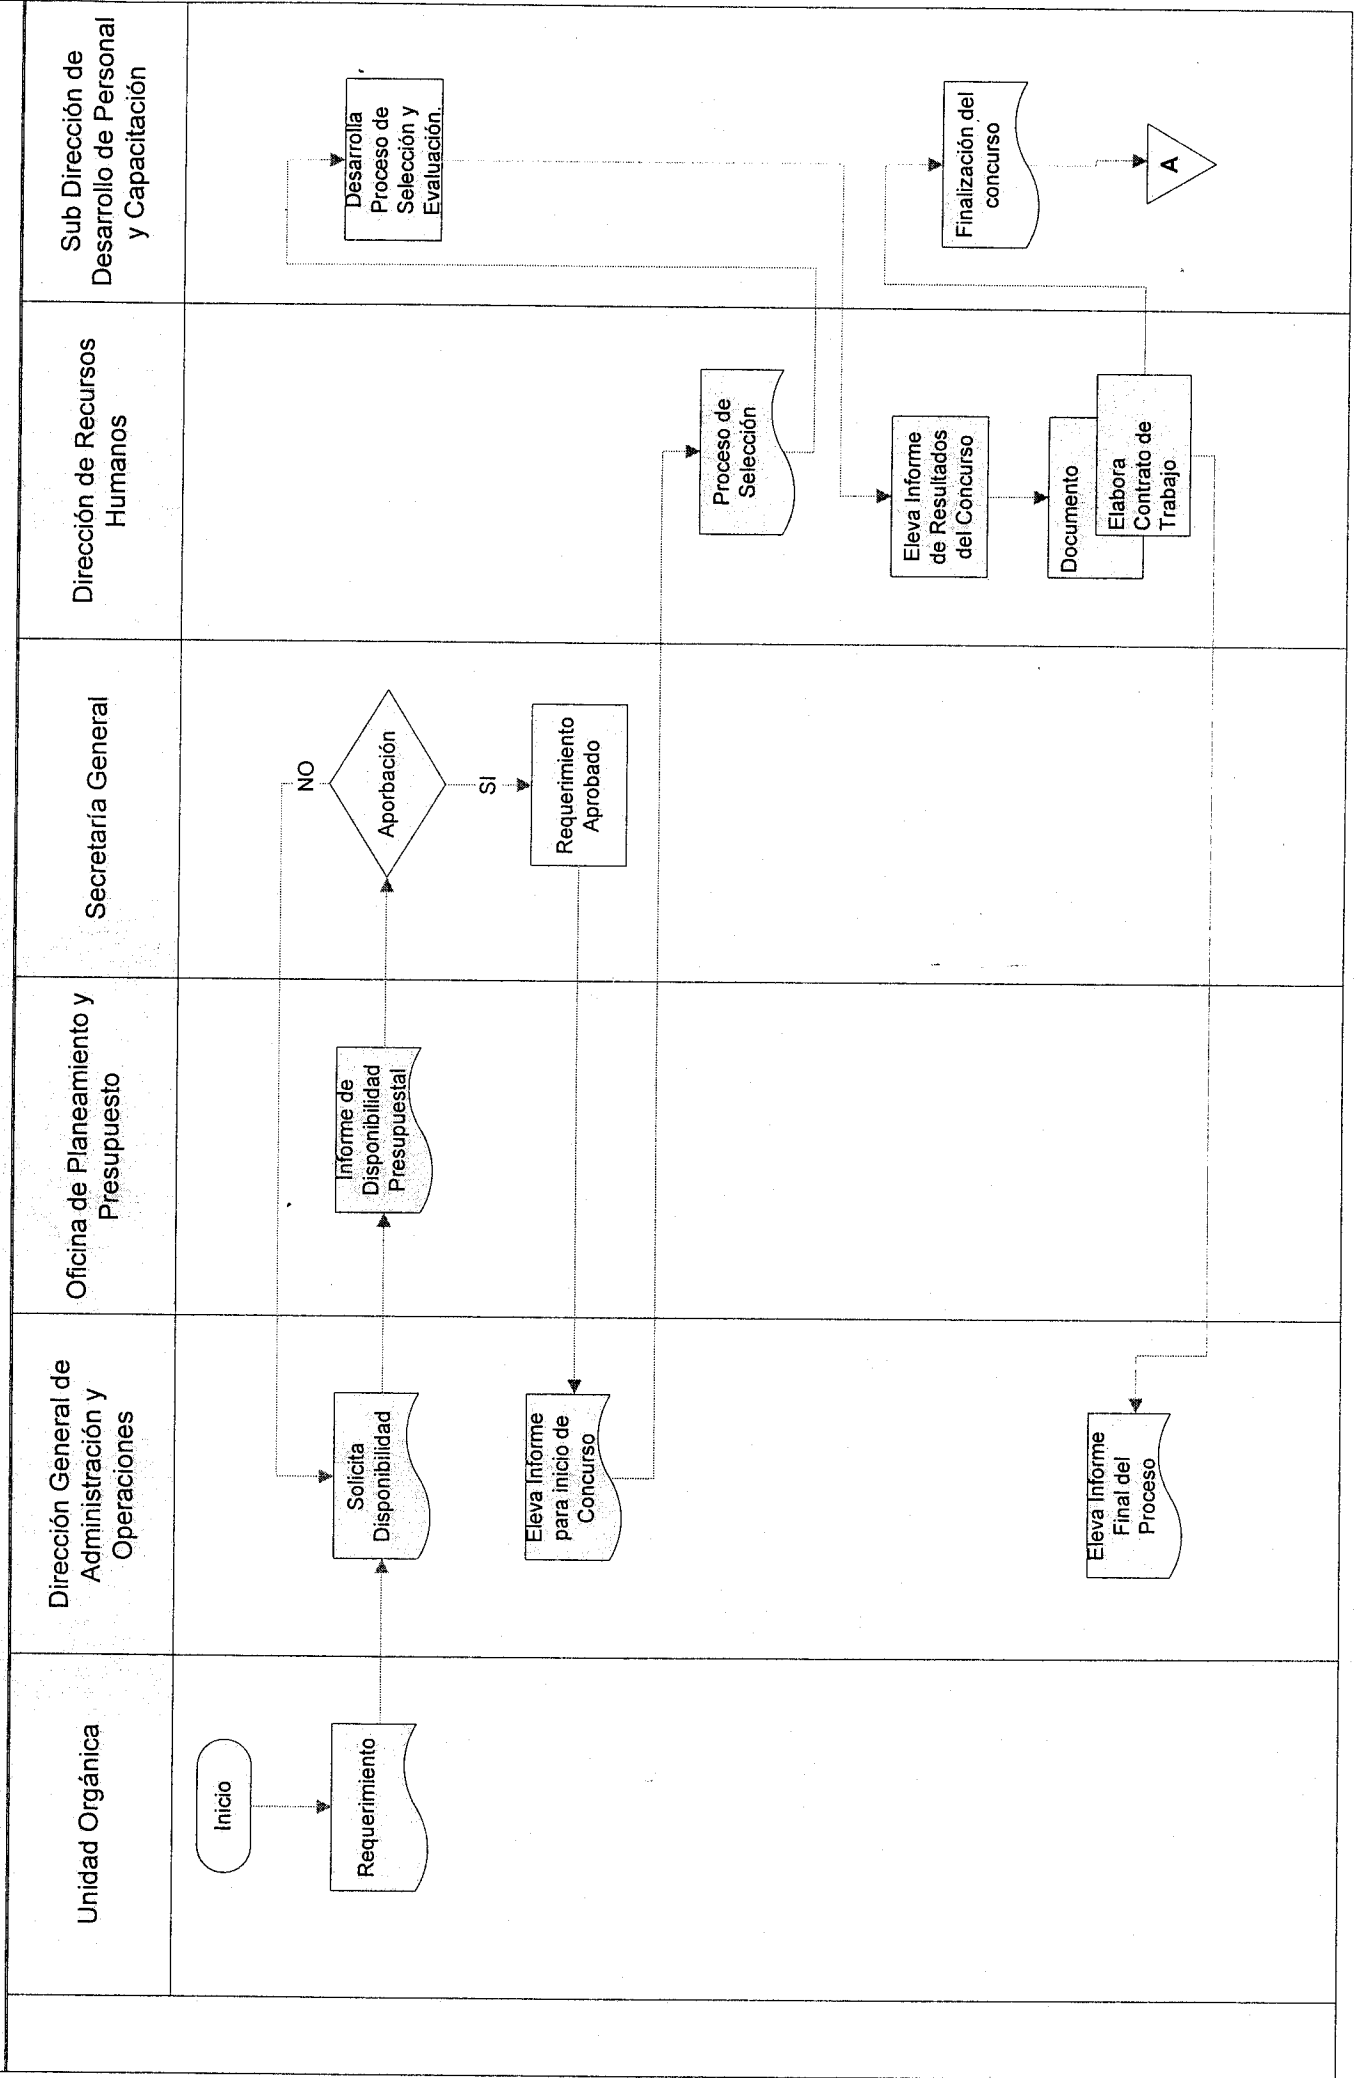 Unidad Orgánica
Dirección General de
Administración y
Operaciones
Oficina de Planeamiento y
Presupuesto
Secretaría General
Dirección de Recursos
Humanos
Sub Dirección de
Desarrollo de Personal
y Capacitación
Inicio
Requerimiento
Solicita
Disponibilidad
Informe de
Disponibilidad
Presupuestal
Aporbación
NO
SI
Requerimiento
Aprobado
Eleva Informe
para inicio de
Concurso
Proceso de
Selección
Desarrolla
Proceso de
Selección y
Evaluación.
Eleva Informe
de Resultados
del Concurso
Documento
Elabora
Contrato de
Trabajo
Eleva Informe
Final del
Proceso
Finalización del
concurso
A